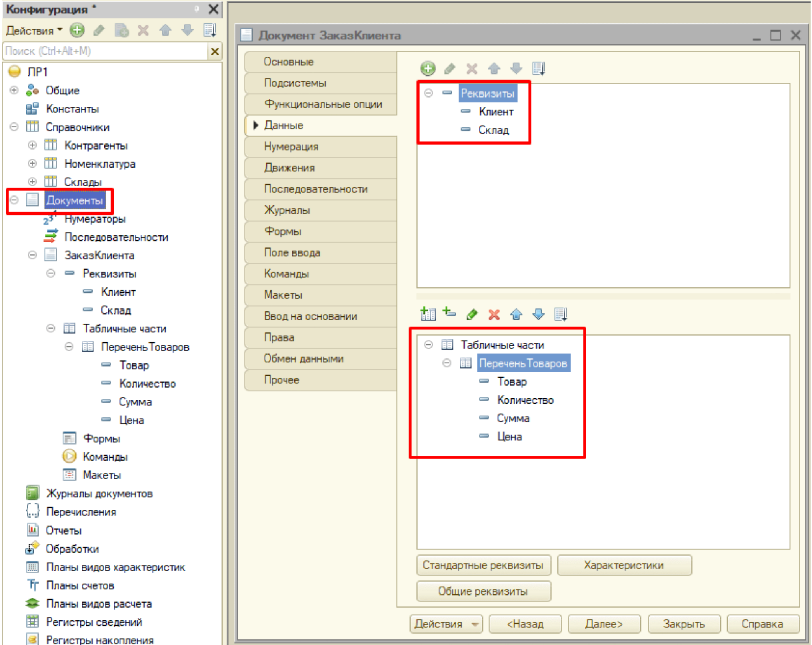 Конфигурация *
Действия
Поиск (Ctrl+Alt+M)
ЛР1
Общие
Константы
Справочники
Контрагенты
Номенклатура
Склады
Документы
Нумераторы
Последовательности
ЗаказКлиента
Реквизиты
Клиент
Склад
Табличные части
ПереченьТоваров
Товар
Количество
Сумма
Цена
Формы
Команды
Макеты
Журналы документов
Перечисления
Отчеты
Обработки
Планы видов характеристик
Планы счетов
Планы видов расчета
Регистры сведений
Регистры накопления
Документ ЗаказКлиента
Основные
Подсистемы
Функциональные опции
Данные
Нумерация
Движения
Последовательности
Журналы
Формы
Поле ввода
Команды
Макеты
Ввод на основании
Права
Обмен данными
Прочее
Реквизиты
Клиент
Склад
Табличные части
ПереченьТоваров
Товар
Количество
Сумма
Цена
Стандартные реквизиты Характеристики
Общие реквизиты
Действия <Назад Далее> Закрыть Справка